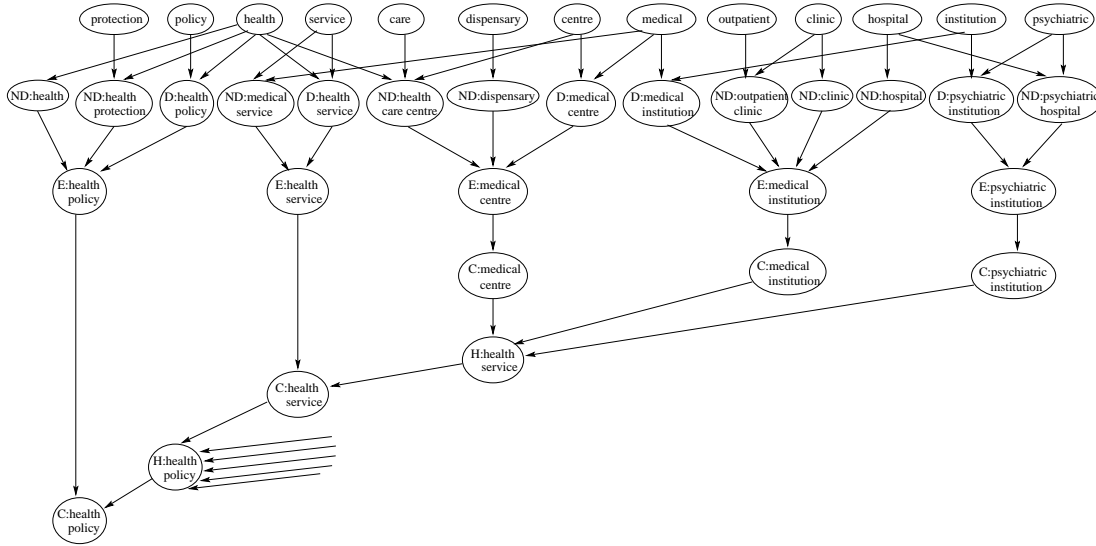 protection policy health service care dispensary centre medical outpatient clinic hospital institution psychiatric
ND:health
ND:health
protection
D:health
policy
ND:medical
service
D:health
service
ND:health
care centre
ND:dispensary
D:medical
centre
D:medical
institution
ND:outpatient
clinic
ND:clinic
ND:hospital
D:psychiatric
institution
ND:psychiatric
hospital
E:health
policy
E:health
service
E:medical
centre
E:medical
institution
E:psychiatric
institution
C:medical
centre
C:medical
institution
C:psychiatric
institution
H:health
service
C:health
service
H:health
policy
C:health
policy